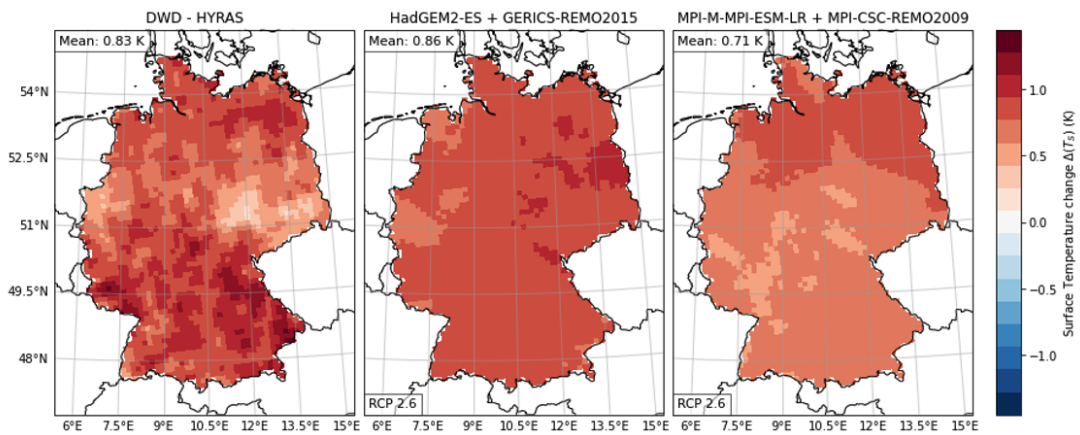 DWD - HYRAS
HadGEM2-ES + GERICS-REMO2015
MPI-M-MPI-ESM-LR + MPI-CSC-REMO2009
Mean: 0.83 K
Mean: 0.86 K
Mean: 0.71 K
54°N
52.5°N
51°N
49.5°N
48°N
RCP 2.6
RCP 2.6
6°E 7.5°E 9°E 10.5°E 12°E 13.5°E 15°E
6°E 7.5°E 9°E 10.5°E 12°E 13.5°E 15°E
6°E 7.5°E 9°E 10.5°E 12°E 13.5°E 15°E
1.0
0.5
0.0
−0.5
−1.0
Surface Temperature change Δ(T_S) (K)